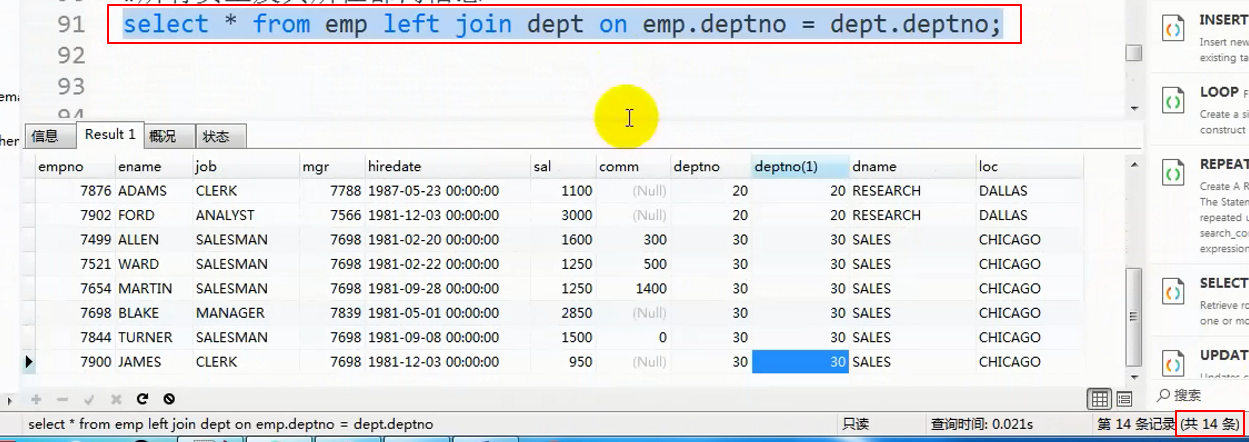 91 select * from emp left join dept on emp.deptno = dept.deptno;
92
93
INSERT
Insert new
existing ta
LOOP F
Create a si
construct
REPEAT
Create A R
The Statem
repeated u
search_co
expression
SELECT
Retrieve ro
one or mo
UPDAT
搜索
信息 Result 1 概况 状态
empno ename job mgr hiredate sal comm deptno deptno(1) dname loc
7876 ADAMS CLERK 7788 1987-05-23 00:00:00 1100 (Null) 20 20 RESEARCH DALLAS
7902 FORD ANALYST 7566 1981-12-03 00:00:00 3000 (Null) 20 20 RESEARCH DALLAS
7499 ALLEN SALESMAN 7698 1981-02-20 00:00:00 1600 300 30 30 SALES CHICAGO
7521 WARD SALESMAN 7698 1981-02-22 00:00:00 1250 500 30 30 SALES CHICAGO
7654 MARTIN SALESMAN 7698 1981-09-28 00:00:00 1250 1400 30 30 SALES CHICAGO
7698 BLAKE MANAGER 7839 1981-05-01 00:00:00 2850 (Null) 30 30 SALES CHICAGO
7844 TURNER SALESMAN 7698 1981-09-08 00:00:00 1500 0 30 30 SALES CHICAGO
7900 JAMES CLERK 7698 1981-12-03 00:00:00 950 (Null) 30 30 SALES CHICAGO
select * from emp left join dept on emp.deptno = dept.deptno 只读 查询时间: 0.021s 第 14 条记录 (共 14 条)